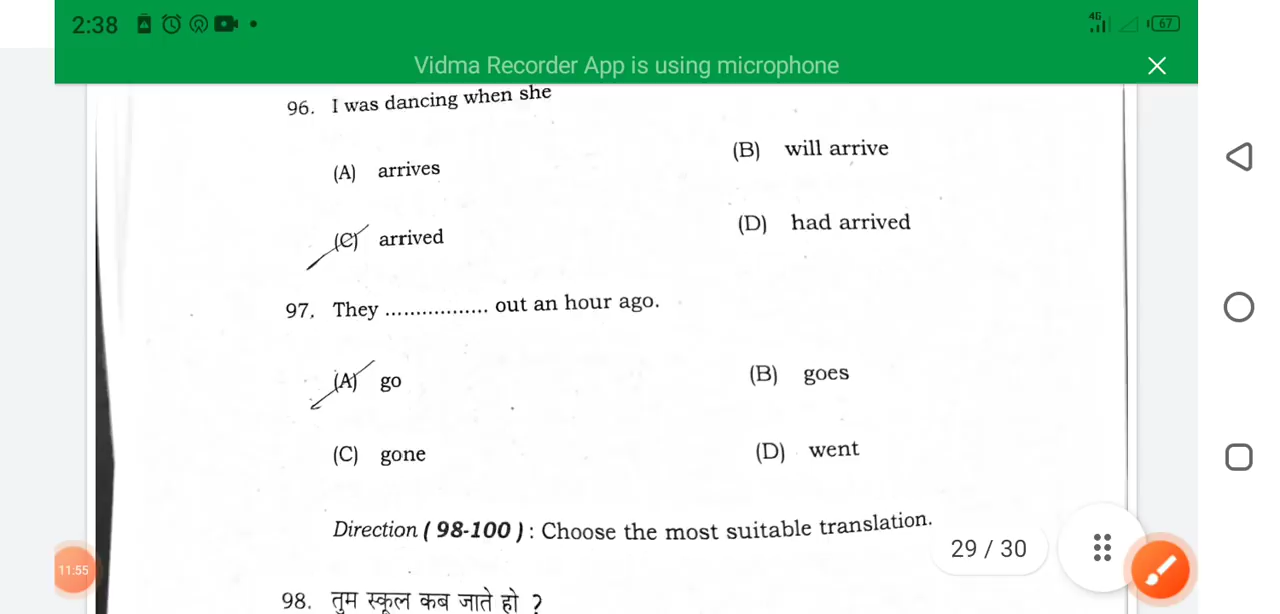 2:38 4G 67
Vidma Recorder App is using microphone
96. I was dancing when she
(A) arrives
(B) will arrive
(C) arrived
(D) had arrived
97. They ................. out an hour ago.
(A) go
(B) goes
(C) gone
(D) went
Direction ( 98-100 ) : Choose the most suitable translation.
29 / 30
11:55
98. तुम स्कूल कब जाते हो ?